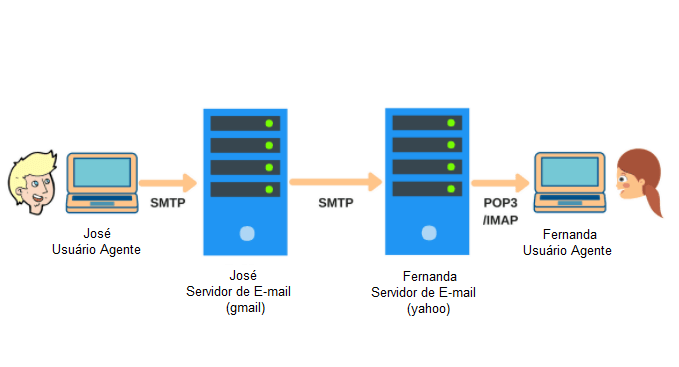 SMTP
SMTP
POP3
/IMAP
José
Usuário Agente
José
Servidor de E-mail
(gmail)
Fernanda
Servidor de E-mail
(yahoo)
Fernanda
Usuário Agente